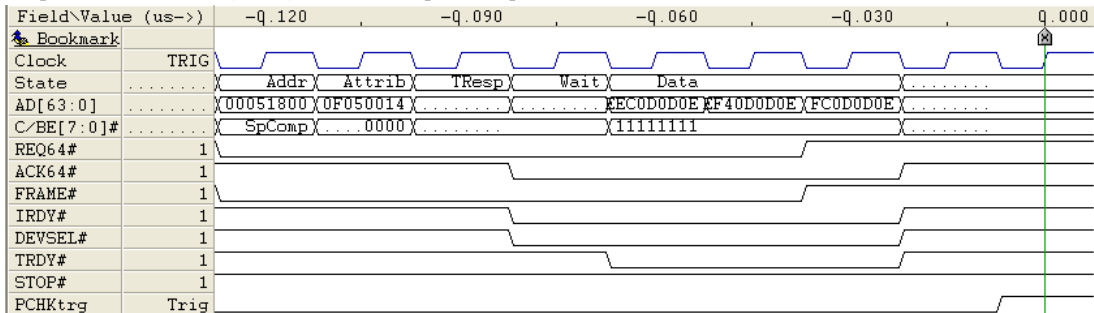 Field\Value (us->) -0.120 -0.090 -0.060 -0.030 0.000
Bookmark
Clock TRIG
State ........ Addr Attrib TResp Wait Data ........
AD[63:0] ........ 00051800 0F050014 ........ ........ EEC0D0D0E EF40D0D0E FC0D0D0E ........
C/BE[7:0]# ........ SpComp ....0000 ........ 11111111 ........
REQ64# 1
ACK64# 1
FRAME# 1
IRDY# 1
DEVSEL# 1
TRDY# 1
STOP# 1
PCHKtrg Trig